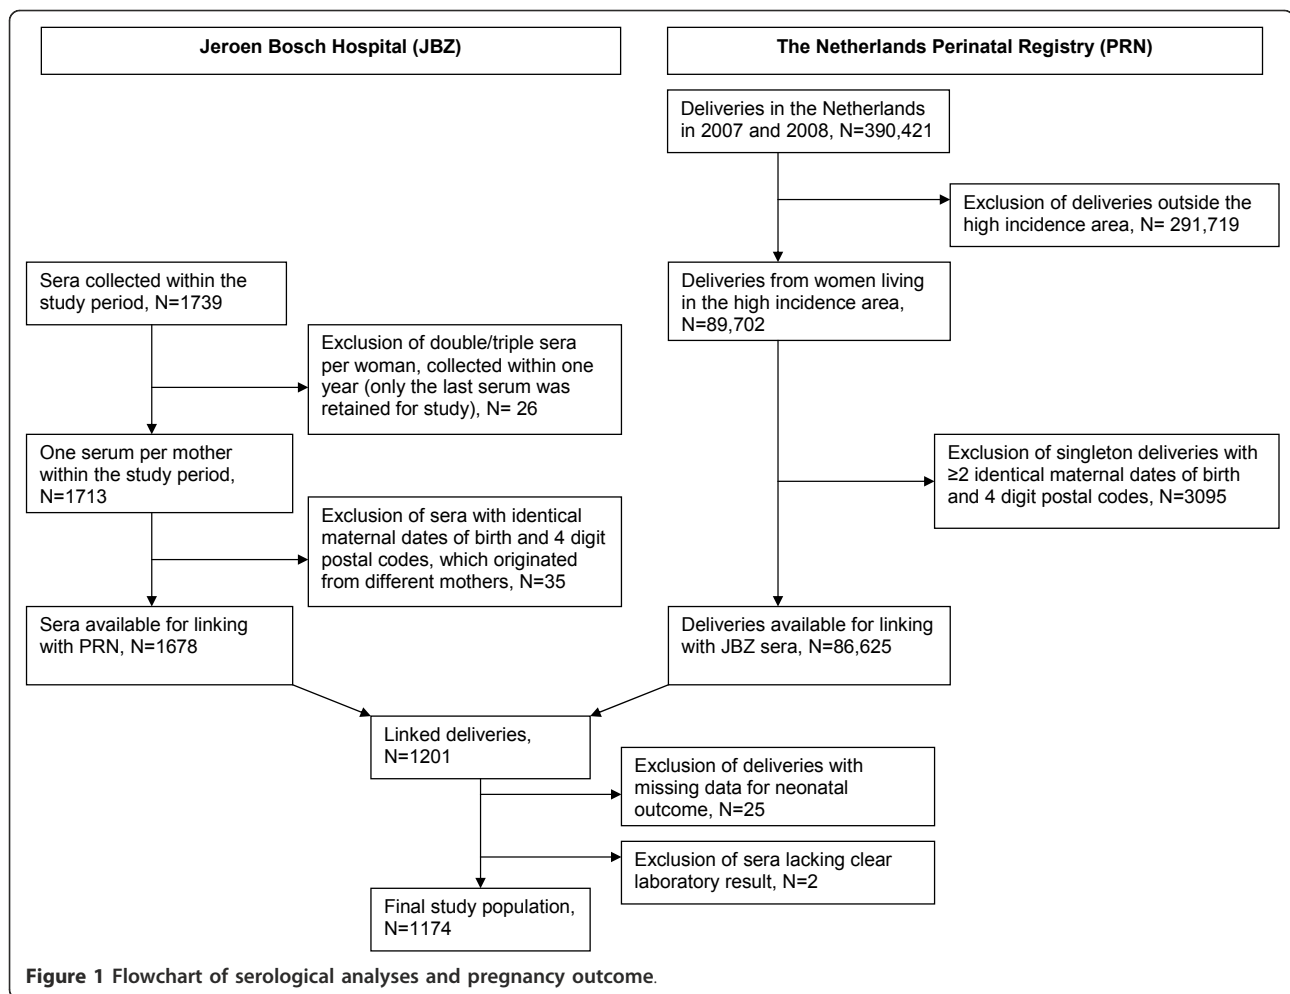 Jeroen Bosch Hospital (JBZ)
The Netherlands Perinatal Registry (PRN)
Deliveries in the Netherlands
in 2007 and 2008, N=390,421
Exclusion of deliveries outside the
high incidence area, N= 291,719
Sera collected within the
study period, N=1739
Deliveries from women living
in the high incidence area,
N=89,702
Exclusion of double/triple sera
per woman, collected within one
year (only the last serum was
retained for study), N= 26
One serum per mother
within the study period,
N=1713
Exclusion of singleton deliveries with
≥2 identical maternal dates of birth
and 4 digit postal codes, N=3095
Exclusion of sera with identical
maternal dates of birth and 4 digit
postal codes, which originated
from different mothers, N=35
Sera available for linking
with PRN, N=1678
Deliveries available for linking
with JBZ sera, N=86,625
Linked deliveries,
N=1201
Exclusion of deliveries with
missing data for neonatal
outcome, N=25
Exclusion of sera lacking clear
laboratory result, N=2
Final study population,
N=1174
Figure 1 Flowchart of serological analyses and pregnancy outcome.